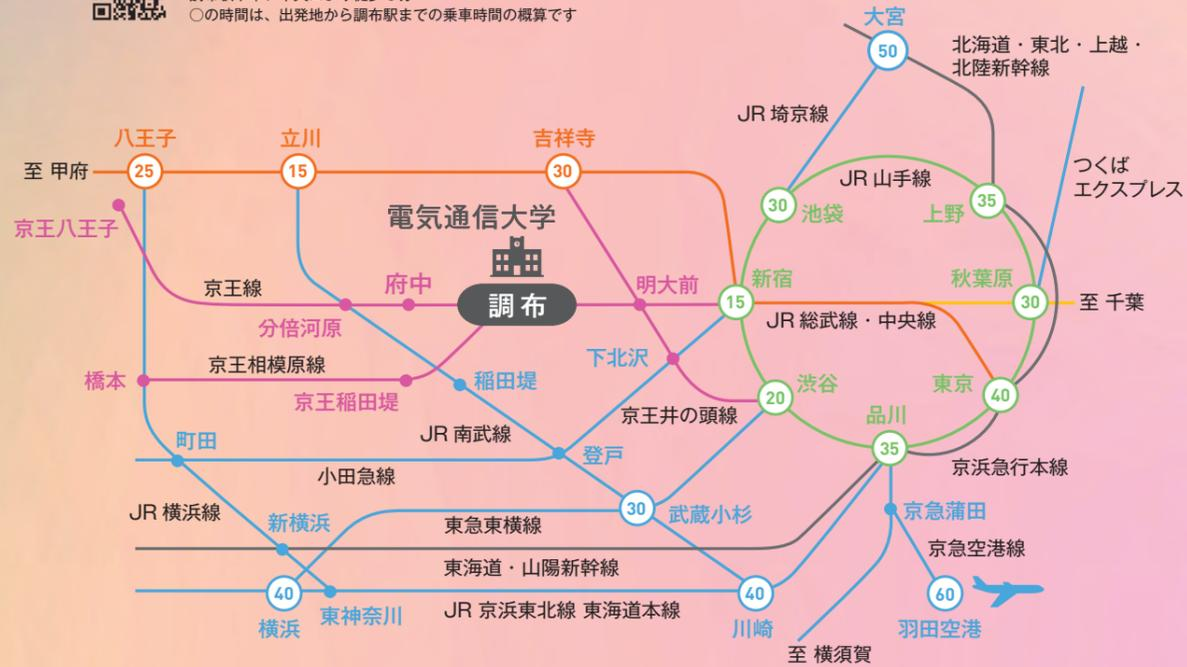 ○の時間は、出発地から調布駅までの乗車時間の概算です
大宮
50
北海道・東北・上越・
北陸新幹線
JR 埼京線
八王子
立川
吉祥寺
至 甲府
25
15
30
つくば
エクスプレス
JR 山手線
京王八王子
電気通信大学
30
池袋
上野
35
京王線
府中
調布
明大前
新宿
15
秋葉原
30
至 千葉
分倍河原
JR 総武線・中央線
京王相模原線
下北沢
橋本
京王稲田堤
稲田堤
渋谷
20
東京
40
京王井の頭線
品川
35
JR 南武線
町田
登戸
小田急線
京浜急行本線
JR 横浜線
新横浜
東急東横線
30
武蔵小杉
京急蒲田
京急空港線
東海道・山陽新幹線
40
横浜
東神奈川
JR 京浜東北線 東海道本線
40
川崎
60
羽田空港
至 横須賀